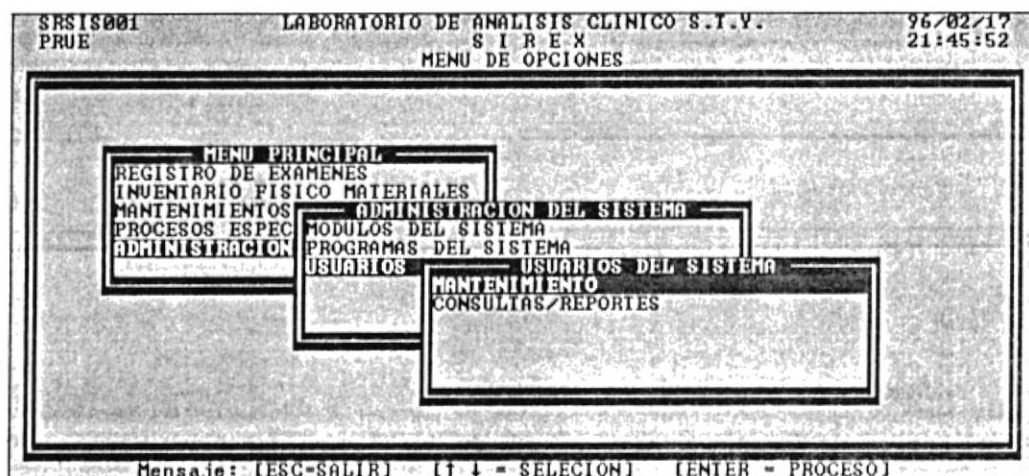 SRSIS001 LABORATORIO DE ANALISIS CLINICO S.T.Y. 96/02/17
PRUE S I R E X 21:45:52
MENU DE OPCIONES
MENU PRINCIPAL
REGISTRO DE EXAMENES
INVENTARIO FISICO MATERIALES
MANTENIMIENTOS
PROCESOS ESPEC
ADMINISTRACION
ADMINISTRACION DEL SISTEMA
MODULOS DEL SISTEMA
PROGRAMAS DEL SISTEMA
USUARIOS
USUARIOS DEL SISTEMA
MANTENIMIENTO
CONSULTAS/REPORTES
Mensaje: [ESC=SALIR] [↑ ↓ = SELECION] [ENTER = PROCESO]